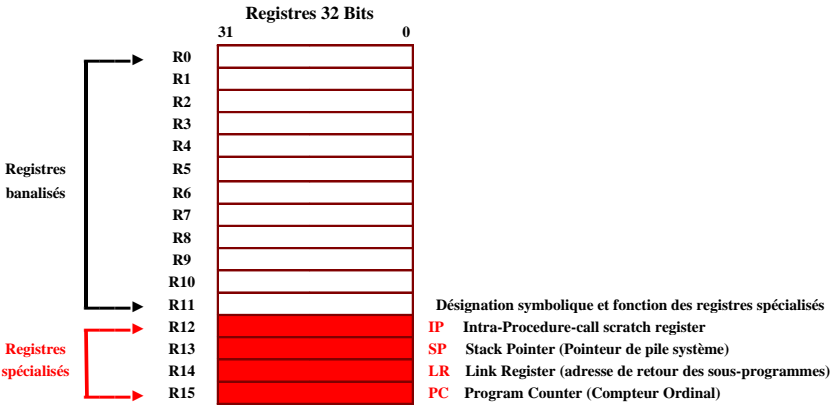 Registres 32 Bits
31 0
R0
R1
R2
R3
R4
R5
R6
R7
R8
R9
R10
R11
R12
R13
R14
R15
Registres
banalisés
Registres
spécialisés
Désignation symbolique et fonction des registres spécialisés
IP Intra-Procedure-call scratch register
SP Stack Pointer (Pointeur de pile système)
LR Link Register (adresse de retour des sous-programmes)
PC Program Counter (Compteur Ordinal)